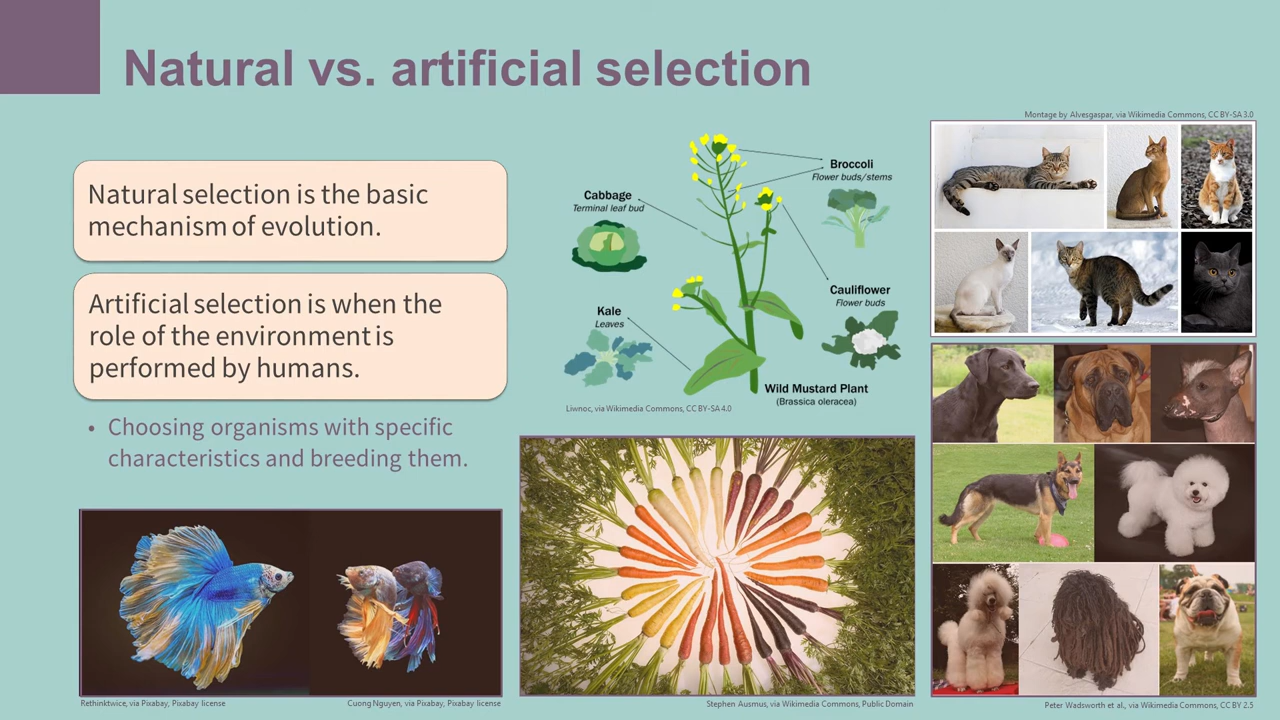 Natural vs. artificial selection
Natural selection is the basic
mechanism of evolution.
Artificial selection is when the
role of the environment is
performed by humans.
• Choosing organisms with specific
characteristics and breeding them.
Rethinktwice, via Pixabay, Pixabay license
Cuong Nguyen, via Pixabay, Pixabay license
Cabbage
Terminal leaf bud
Broccoli
Flower buds/stems
Kale
Leaves
Cauliflower
Flower buds
Wild Mustard Plant
(Brassica oleracea)
Liwnoc, via Wikimedia Commons, CC BY-SA 4.0
Stephen Ausmus, via Wikimedia Commons, Public Domain
Montage by Alvesgaspar, via Wikimedia Commons, CC BY-SA 3.0
Peter Wadsworth et al., via Wikimedia Commons, CC BY 2.5